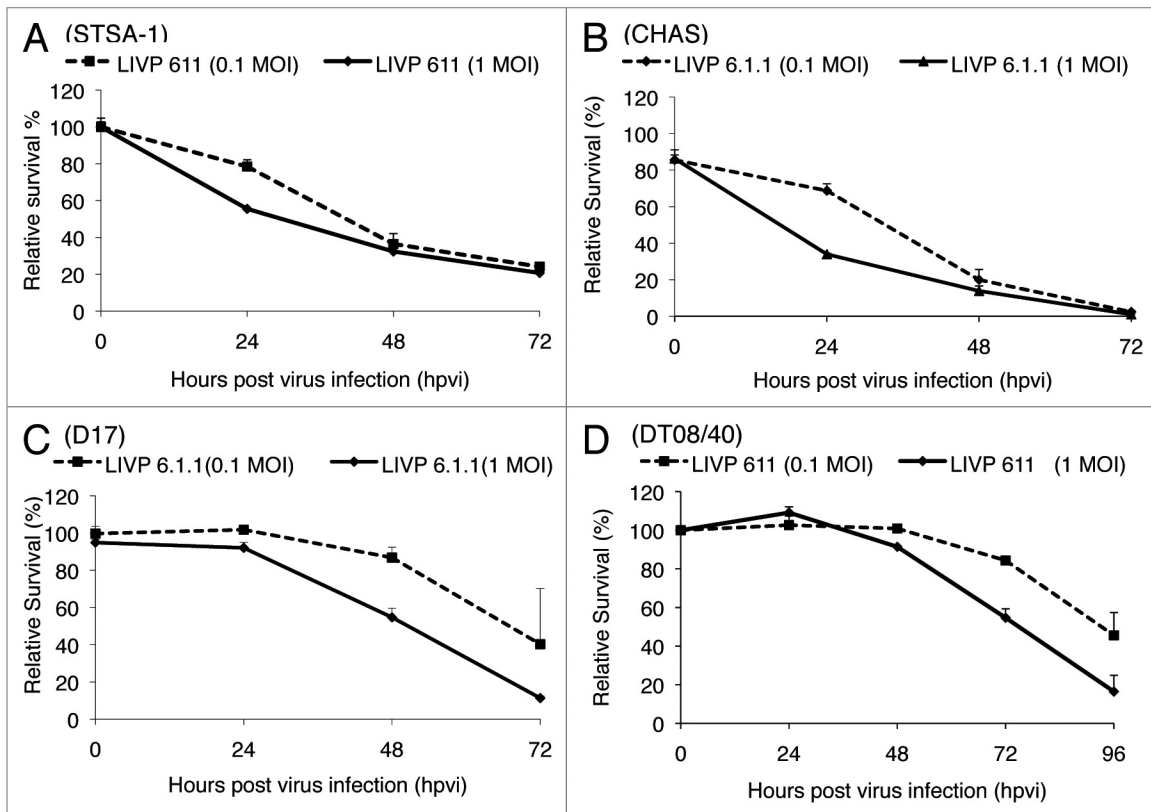 A (STSA-1)
LIVP 611 (0.1 MOI) LIVP 611 (1 MOI)
Relative survival %
120
100
80
60
40
20
0
0 24 48 72
Hours post virus infection (hpvi)
B (CHAS)
LIVP 6.1.1 (0.1 MOI) LIVP 6.1.1 (1 MOI)
Relative Survival (%)
120
100
80
60
40
20
0
0 24 48 72
Hours post virus infection (hpvi)
C (D17)
LIVP 6.1.1(0.1 MOI) LIVP 6.1.1(1 MOI)
Relative Survival (%)
120
100
80
60
40
20
0
0 24 48 72
Hours post virus infection (hpvi)
D (DT08/40)
LIVP 611 (0.1 MOI) LIVP 611 (1 MOI)
Relative Survival (%)
120
100
80
60
40
20
0
0 24 48 72 96
Hours post virus infection (hpvi)